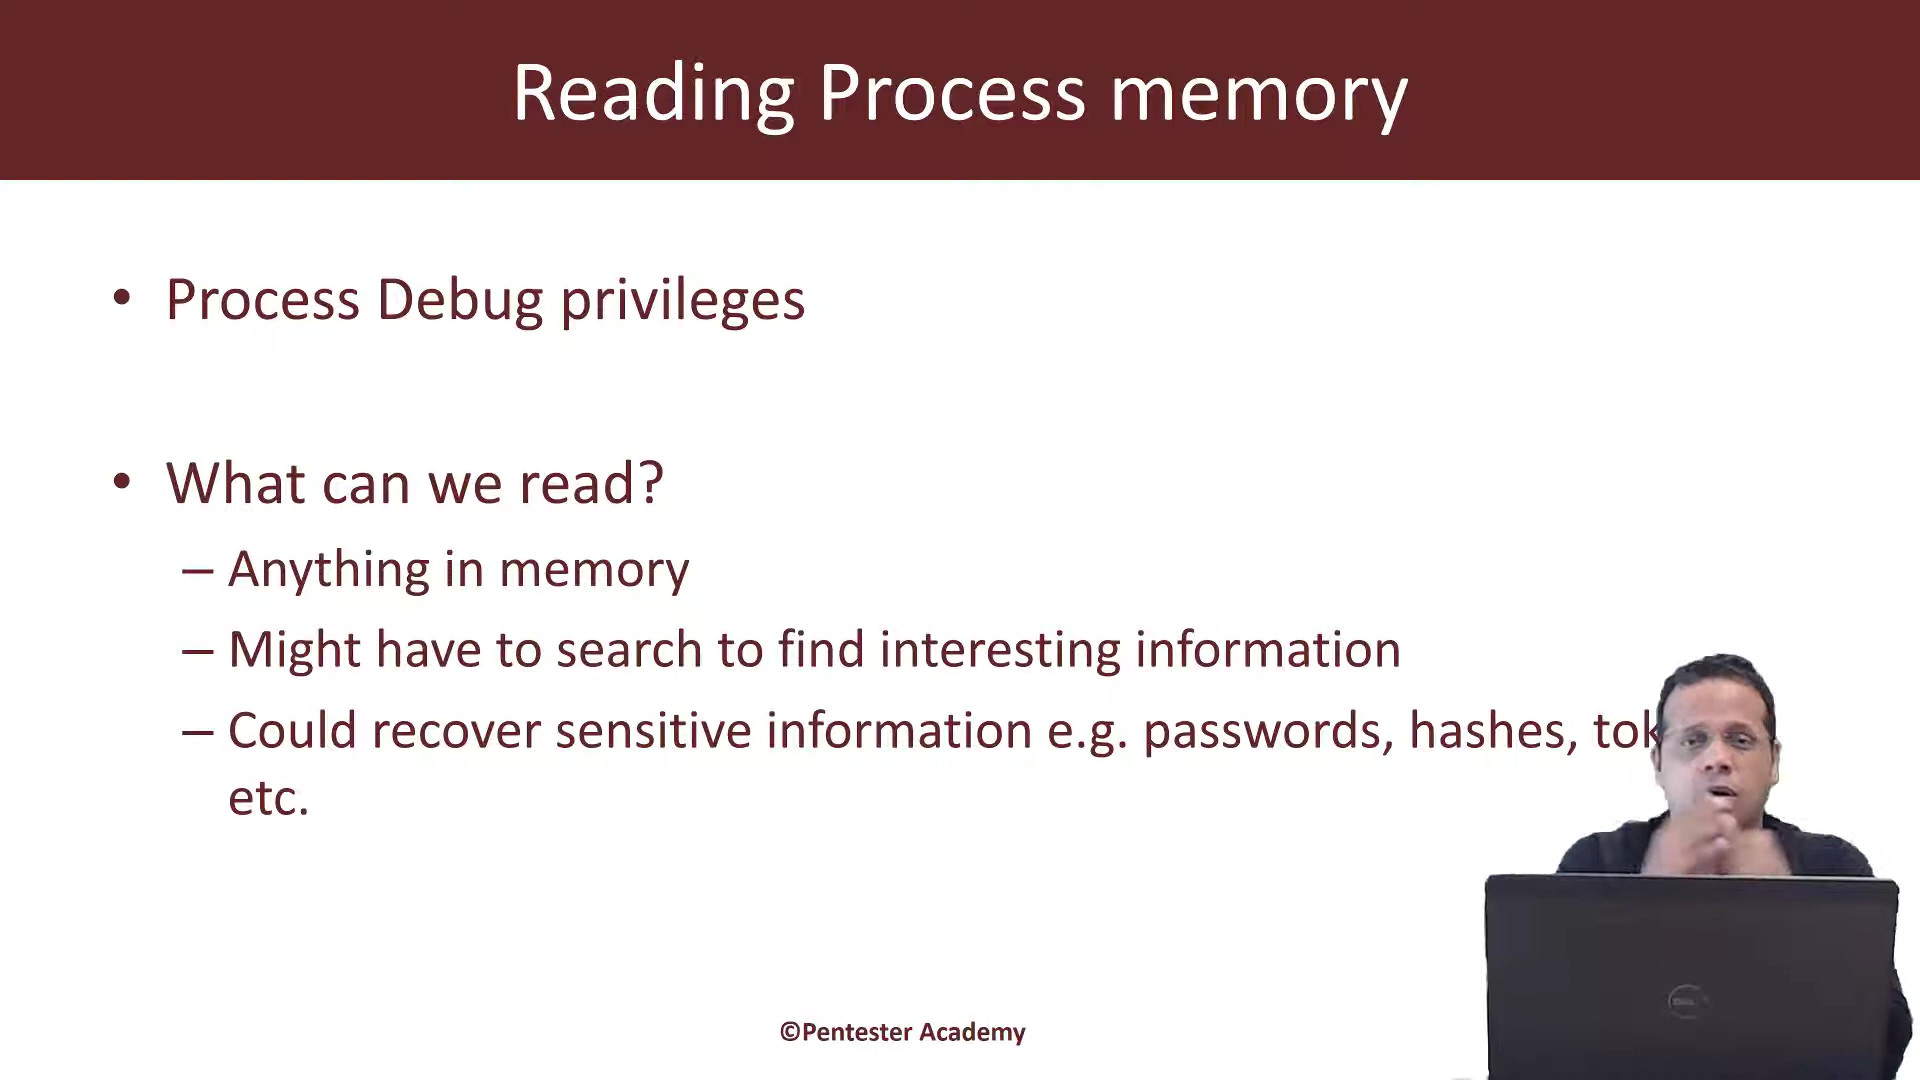 Reading Process memory
• Process Debug privileges
• What can we read?
– Anything in memory
– Might have to search to find interesting information
– Could recover sensitive information e.g. passwords, hashes,
etc.
©Pentester Academy
DELL